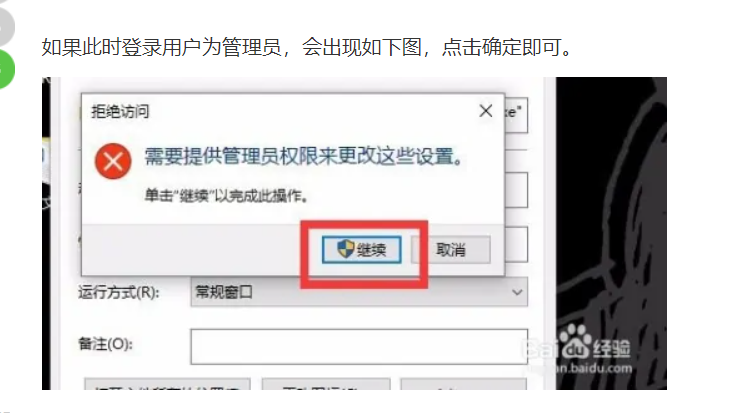 如果此时登录用户为管理员，会出现如下图，点击确定即可。
拒绝访问
xe"
需要提供管理员权限来更改这些设置。
单击"继续"以完成此操作。
继续
取消
运行方式(R):
常规窗口
备注(O):
Bai du 经验
an.baidu.com